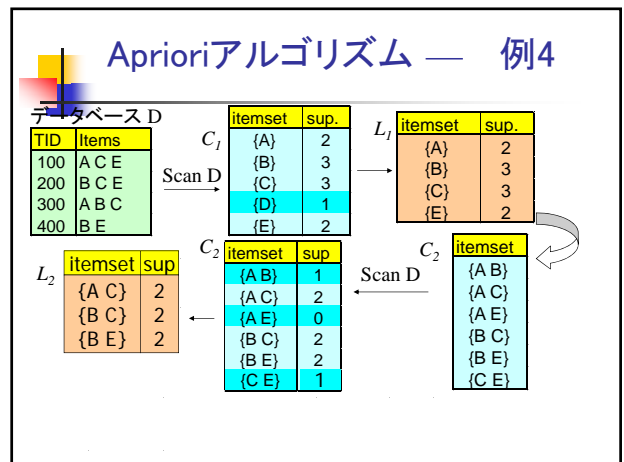 Aprioriアルゴリズム — 例4
データベース D
TID Items
100 A C E
200 B C E
300 A B C
400 B E
Scan D
C1
itemset sup.
{A} 2
{B} 3
{C} 3
{D} 1
{E} 2
L1
itemset sup.
{A} 2
{B} 3
{C} 3
{E} 2
C2
itemset
{A B}
{A C}
{A E}
{B C}
{B E}
{C E}
Scan D
C2
itemset sup
{A B} 1
{A C} 2
{A E} 0
{B C} 2
{B E} 2
{C E} 1
L2
itemset sup
{A C} 2
{B C} 2
{B E} 2